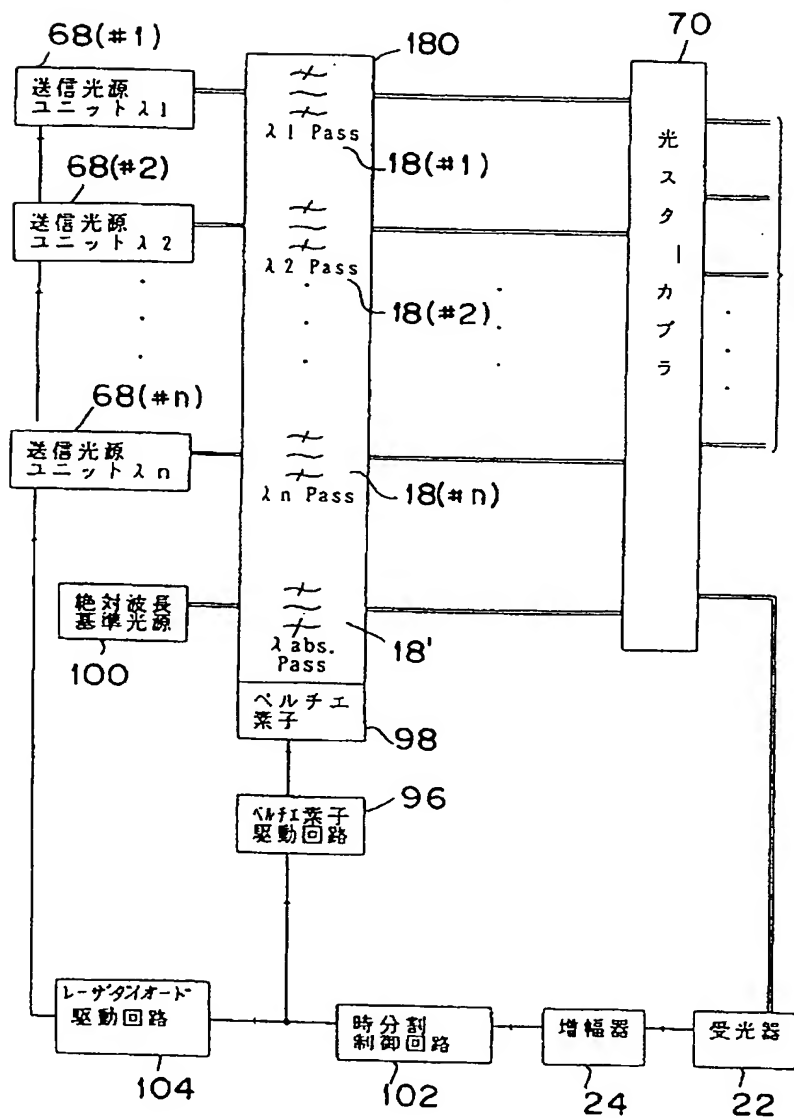 68(#1)
180
70
送信光源
ユニットλ1
λ1 Pass
18(#1)
68(#2)
送信光源
ユニットλ2
λ2 Pass
18(#2)
光スターカプラ
68(#n)
送信光源
ユニットλn
λn Pass
18(#n)
絶対波長
基準光源
100
λabs.
Pass
18'
ペルチェ
素子
98
96
ペルチェ素子
駆動回路
レーザダイオード
駆動回路
104
時分割
制御回路
102
増幅器
24
受光器
22